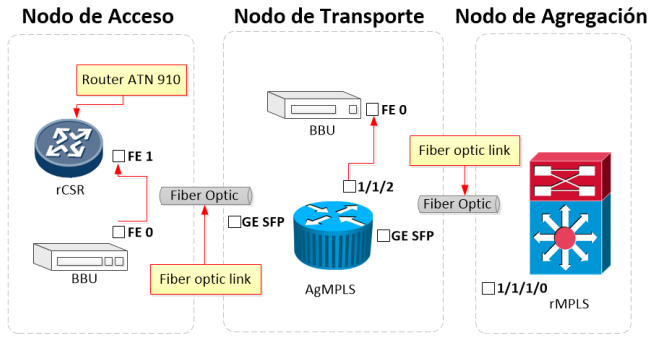 Nodo de Acceso
Nodo de Transporte
Nodo de Agregación
Router ATN 910
rCSR
FE 1
FE 0
BBU
Fiber Optic
Fiber optic link
BBU
FE 0
1/1/2
GE SFP
GE SFP
AgMPLS
Fiber optic link
Fiber Optic
1/1/1/0
rMPLS